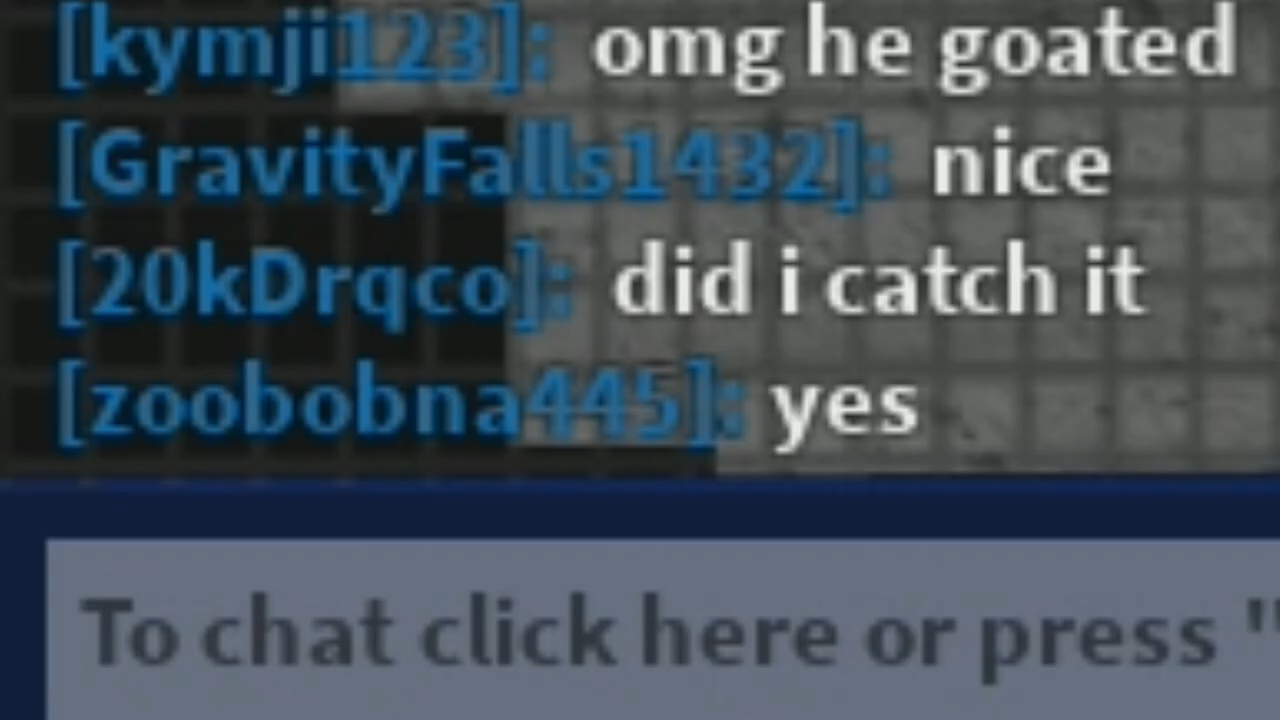 [kymji123]: omg he goated
[GravityFalls1432]: nice
[20kDrqco]: did i catch it
[zoobobna445]: yes
To chat click here or press "